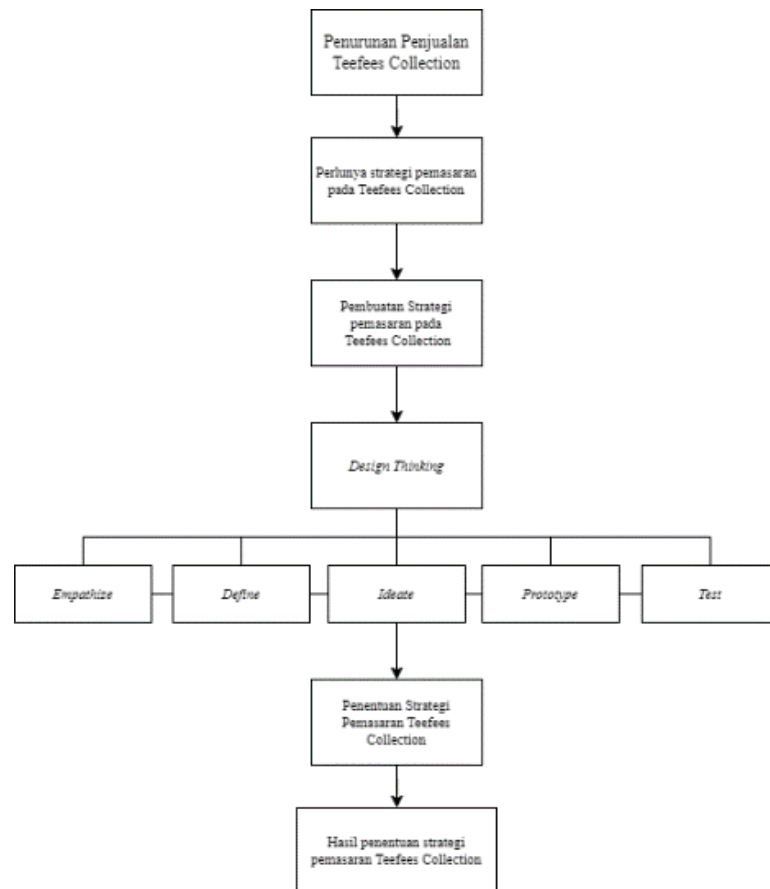 Penurunan Penjualan
Teefees Collection
Perlunya strategi pemasaran
pada Teefees Collection
Pembuatan Strategi
pemasaran pada
Teefees Collection
Design Thinking
Empathize
Define
Ideate
Prototype
Test
Penentuan Strategi
Pemasaran Teefees
Collection
Hasil penentuan strategi
pemasaran Teefees Collection